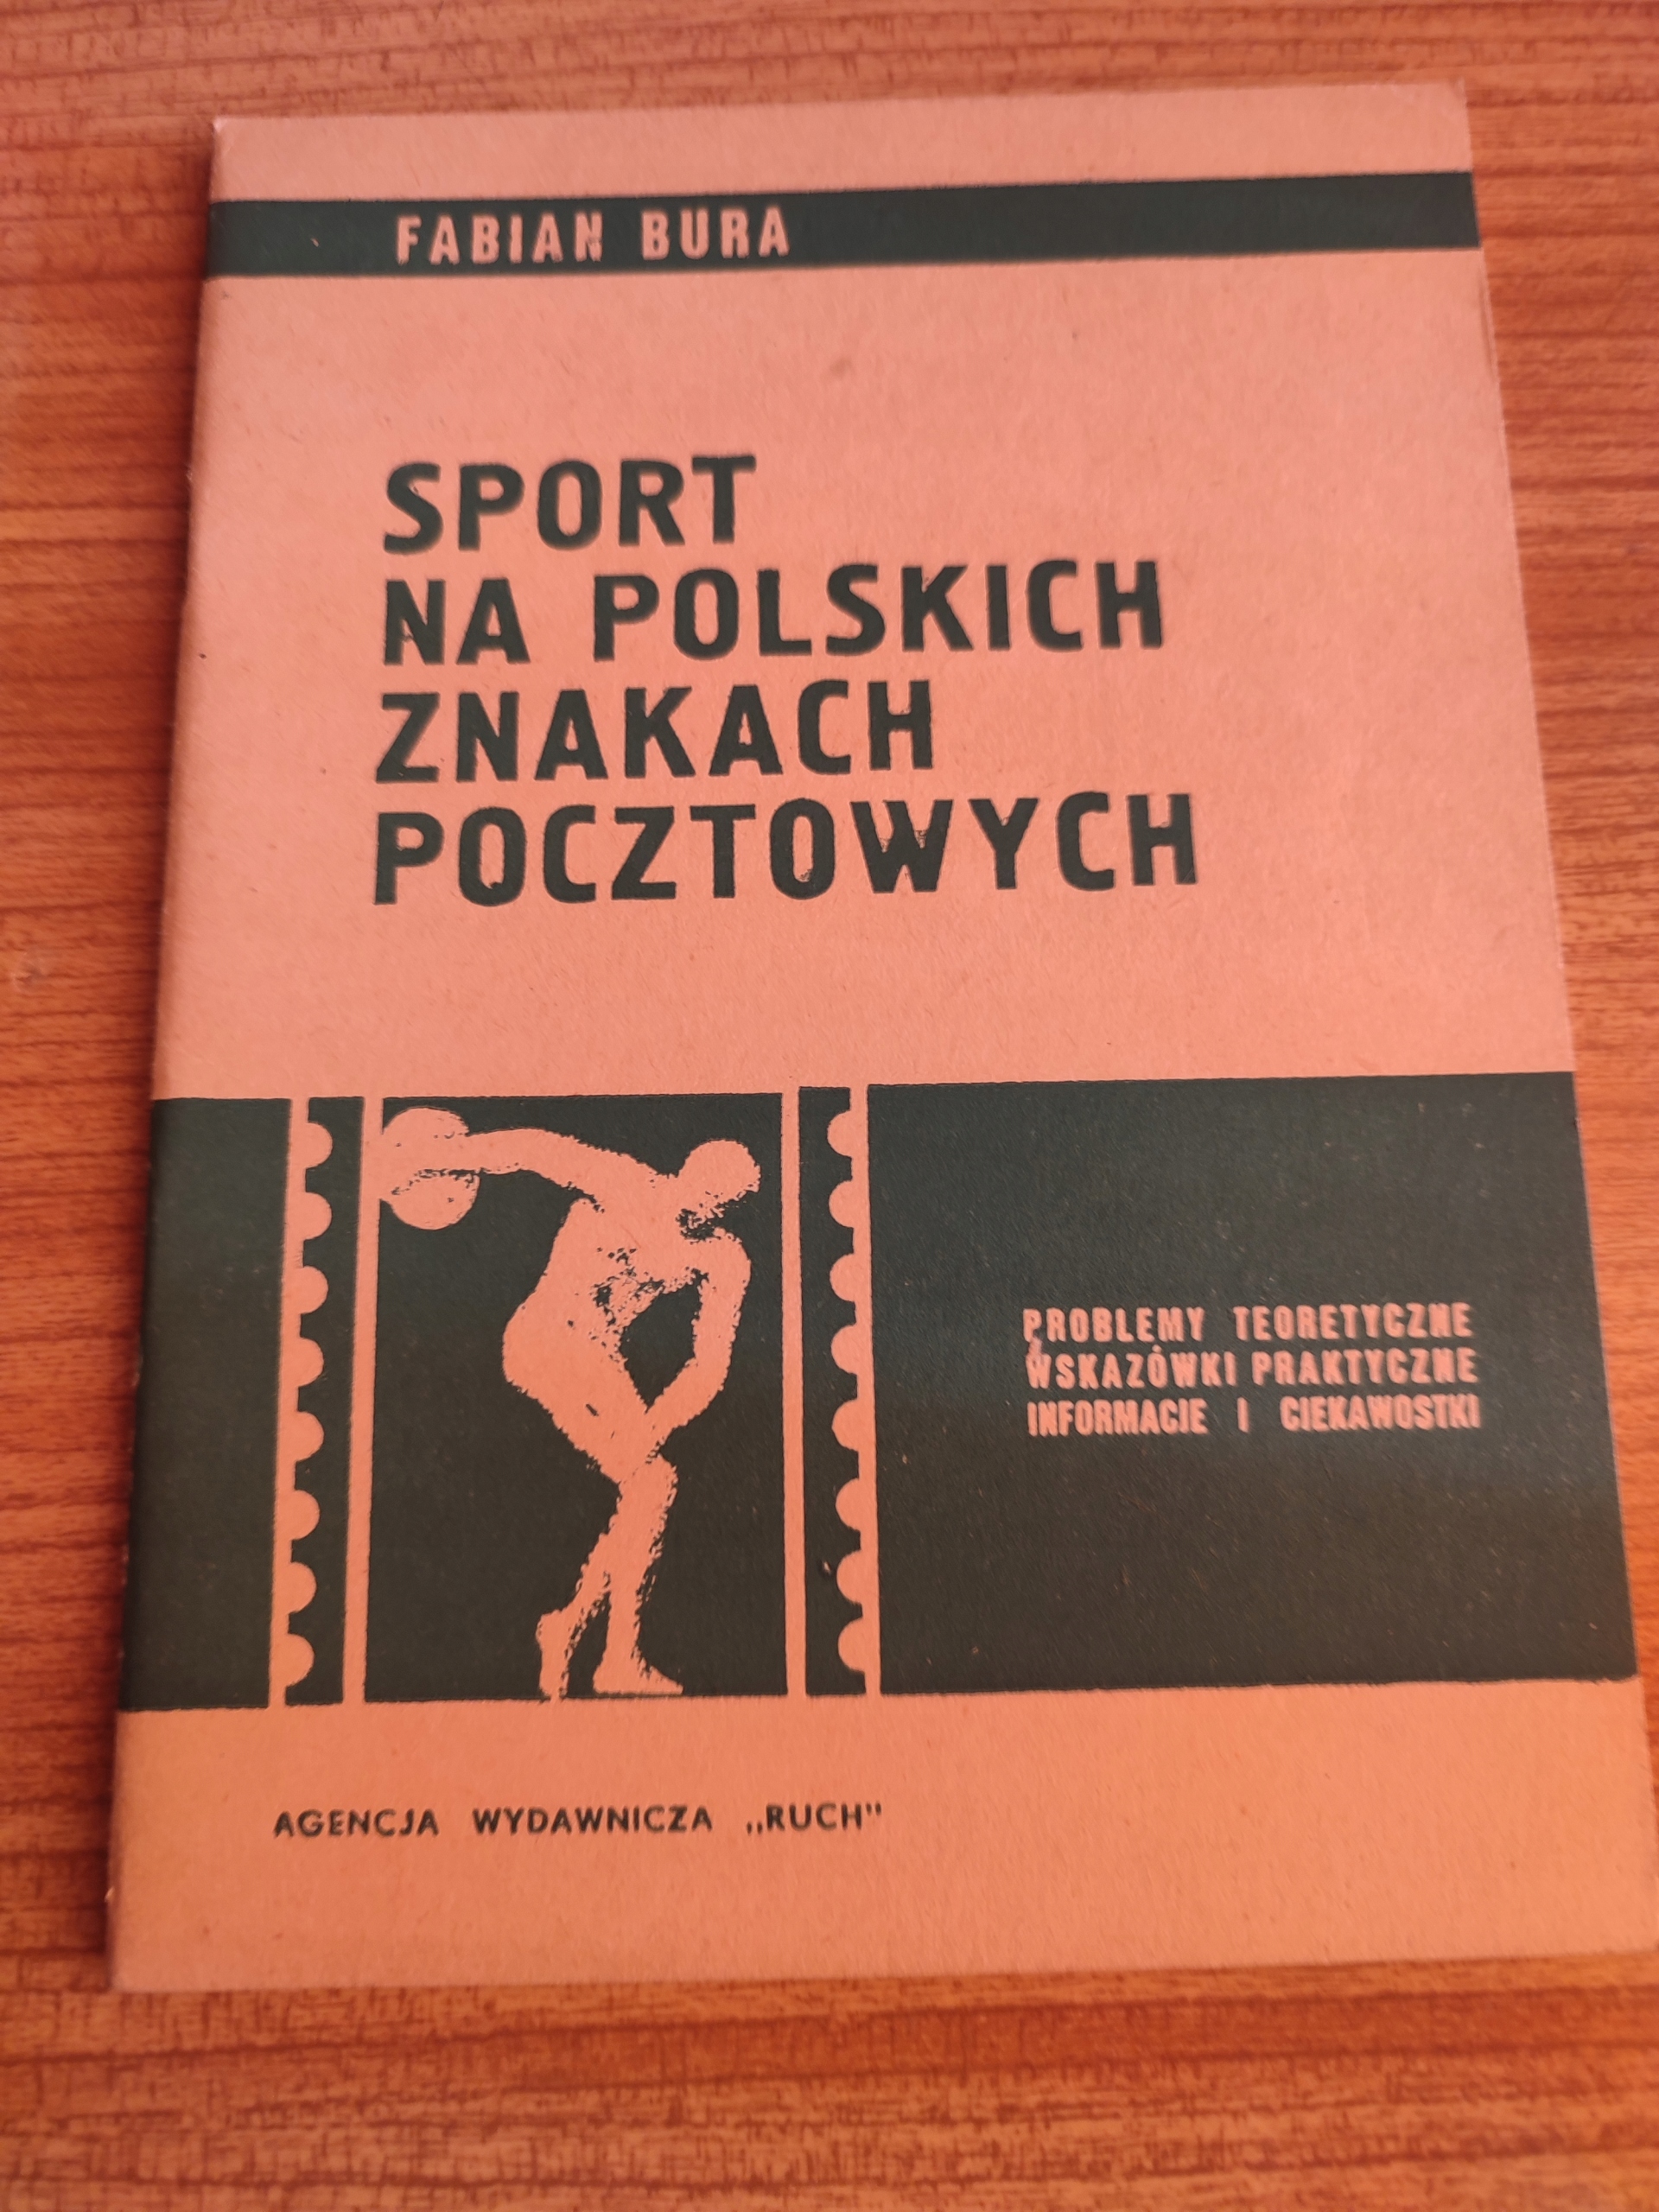 FABIAN BURA
SPORT
NA POLSKICH
ZNAKACH
POCZTOWYCH
PROBLEMY TEORETYCZNE
WSKAZÓWKI PRAKTYCZNE
INFORMACJE I CIEKAWOSTKI
AGENCJA WYDAWNICZA „RUCH"